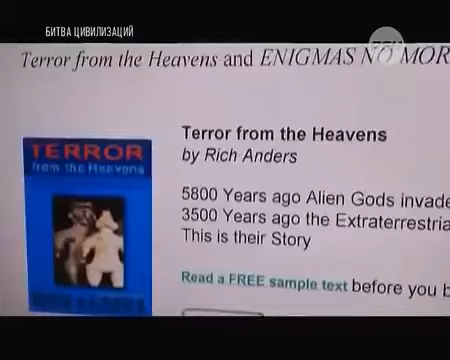 БИТВА ЦИВИЛИЗАЦИЙ
Terror from the Heavens and ENIGMAS NO MOR
TERROR
from the Heavens
Terror from the Heavens
by Rich Anders
5800 Years ago Alien Gods invade
3500 Years ago the Extraterrestria
This is their Story
Read a FREE sample text before you b